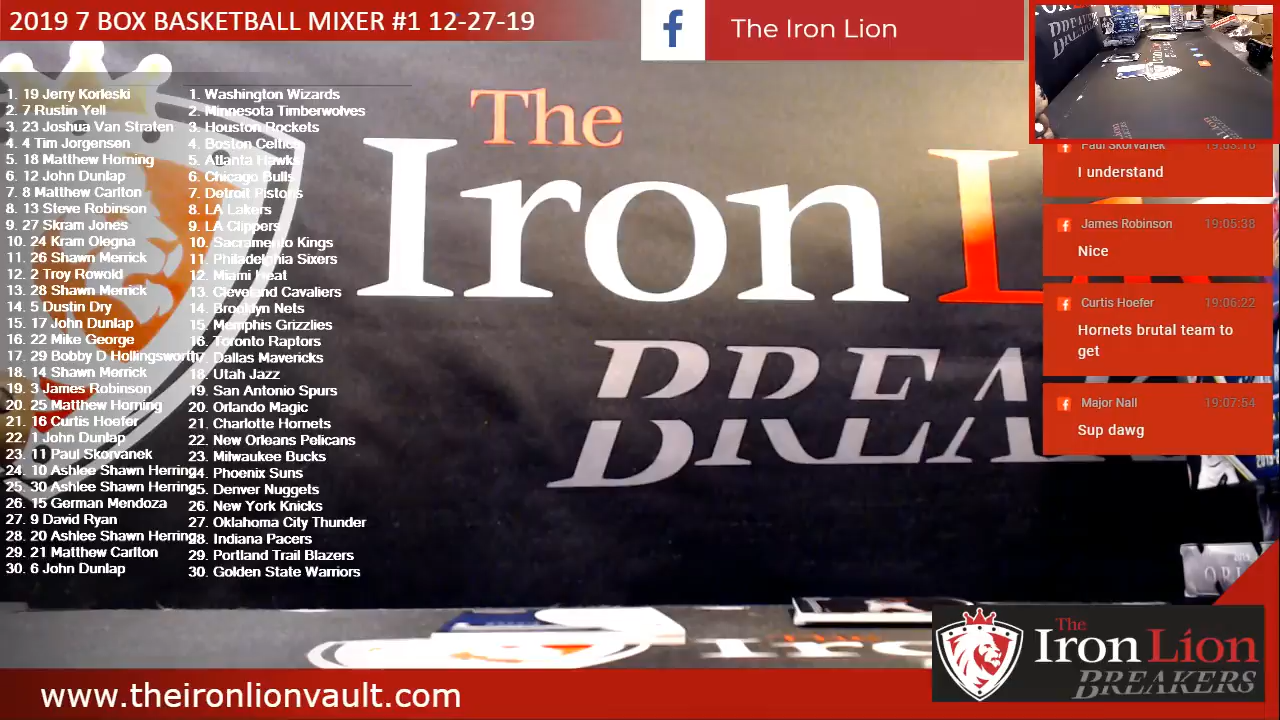 2019 7 BOX BASKETBALL MIXER #1 12-27-19
The Iron Lion
1. 19 Jerry Korleski
2. 7 Rustin Yell
3. 23 Joshua Van Straten
4. 4 Tim Jorgensen
5. 18 Matthew Horning
6. 12 John Dunlap
7. 8 Matthew Carlton
8. 13 Steve Robinson
9. 27 Skram Jones
10. 24 Kram Olegna
11. 26 Shawn Merrick
12. 2 Troy Rowold
13. 28 Shawn Merrick
14. 5 Dustin Dry
15. 17 John Dunlap
16. 22 Mike George
17. 29 Bobby D Hollingsworth
18. 14 Shawn Merrick
19. 3 James Robinson
20. 25 Matthew Horning
21. 16 Curtis Hoefer
22. 1 John Dunlap
23. 11 Paul Skorvanek
24. 10 Ashlee Shawn Herring
25. 30 Ashlee Shawn Herring
26. 15 German Mendoza
27. 9 David Ryan
28. 20 Ashlee Shawn Herring
29. 21 Matthew Carlton
30. 6 John Dunlap
1. Washington Wizards
2. Minnesota Timberwolves
3. Houston Rockets
4. Boston Celtics
5. Atlanta Hawks
6. Chicago Bulls
7. Detroit Pistons
8. LA Lakers
9. LA Clippers
10. Sacramento Kings
11. Philadelphia Sixers
12. Miami Heat
13. Cleveland Cavaliers
14. Brooklyn Nets
15. Memphis Grizzlies
16. Toronto Raptors
17. Dallas Mavericks
18. Utah Jazz
19. San Antonio Spurs
20. Orlando Magic
21. Charlotte Hornets
22. New Orleans Pelicans
23. Milwaukee Bucks
24. Phoenix Suns
25. Denver Nuggets
26. New York Knicks
27. Oklahoma City Thunder
28. Indiana Pacers
29. Portland Trail Blazers
30. Golden State Warriors
The
Iron L
BREA
Paul Skorvanek 19:03:10
I understand
James Robinson 19:05:38
Nice
Curtis Hoefer 19:06:22
Hornets brutal team to
get
Major Nall 19:07:54
Sup dawg
The
Iron Lion
BREAKERS
www.theironlionvault.com